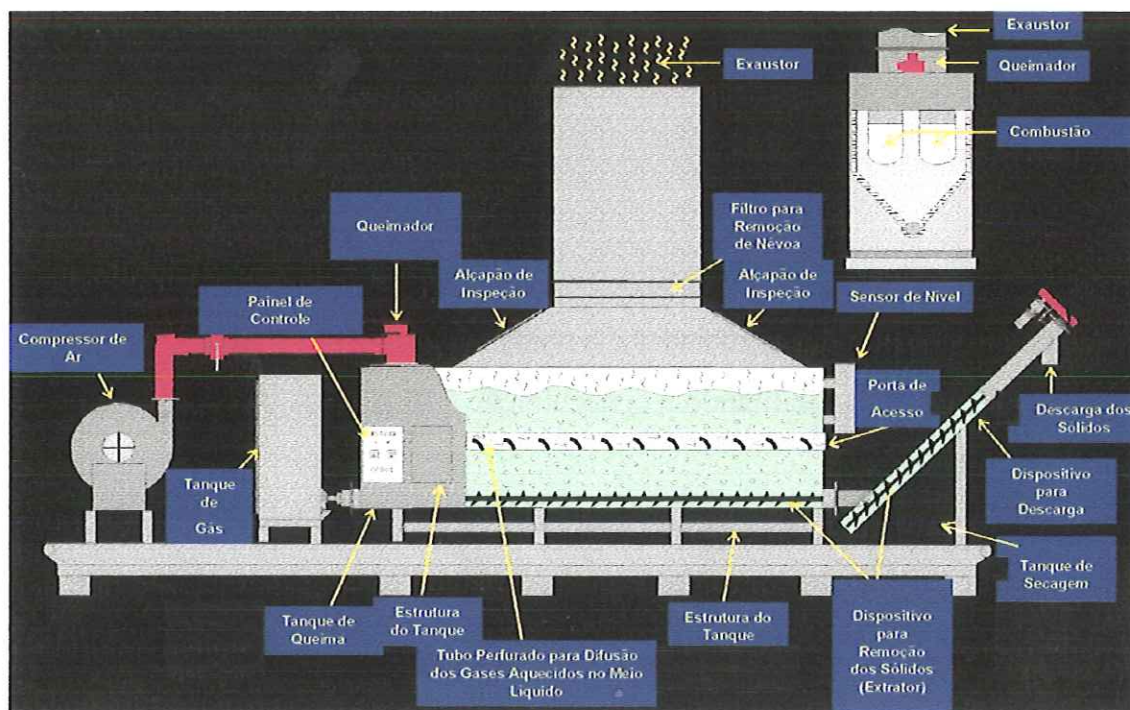 Exaustor
Exaustor
Queimador
Combustão
Queimador
Filtro para
Remoção
de Névoa
Alçapão de
Inspeção
Alçapão de
Inspeção
Sensor de Nível
Painel de
Controle
Compressor de
Ar
Porta de
Acesso
Descarga dos
Sólidos
Tanque
de
Gás
Dispositivo
para
Descarga
Tanque de
Secagem
Tanque de
Queima
Estrutura
do Tanque
Estrutura do
Tanque
Dispositivo
para
Remoção
dos Sólidos
(Extrator)
Tubo Perfurado para Difusão
dos Gases Aquecidos no Meio
Líquido